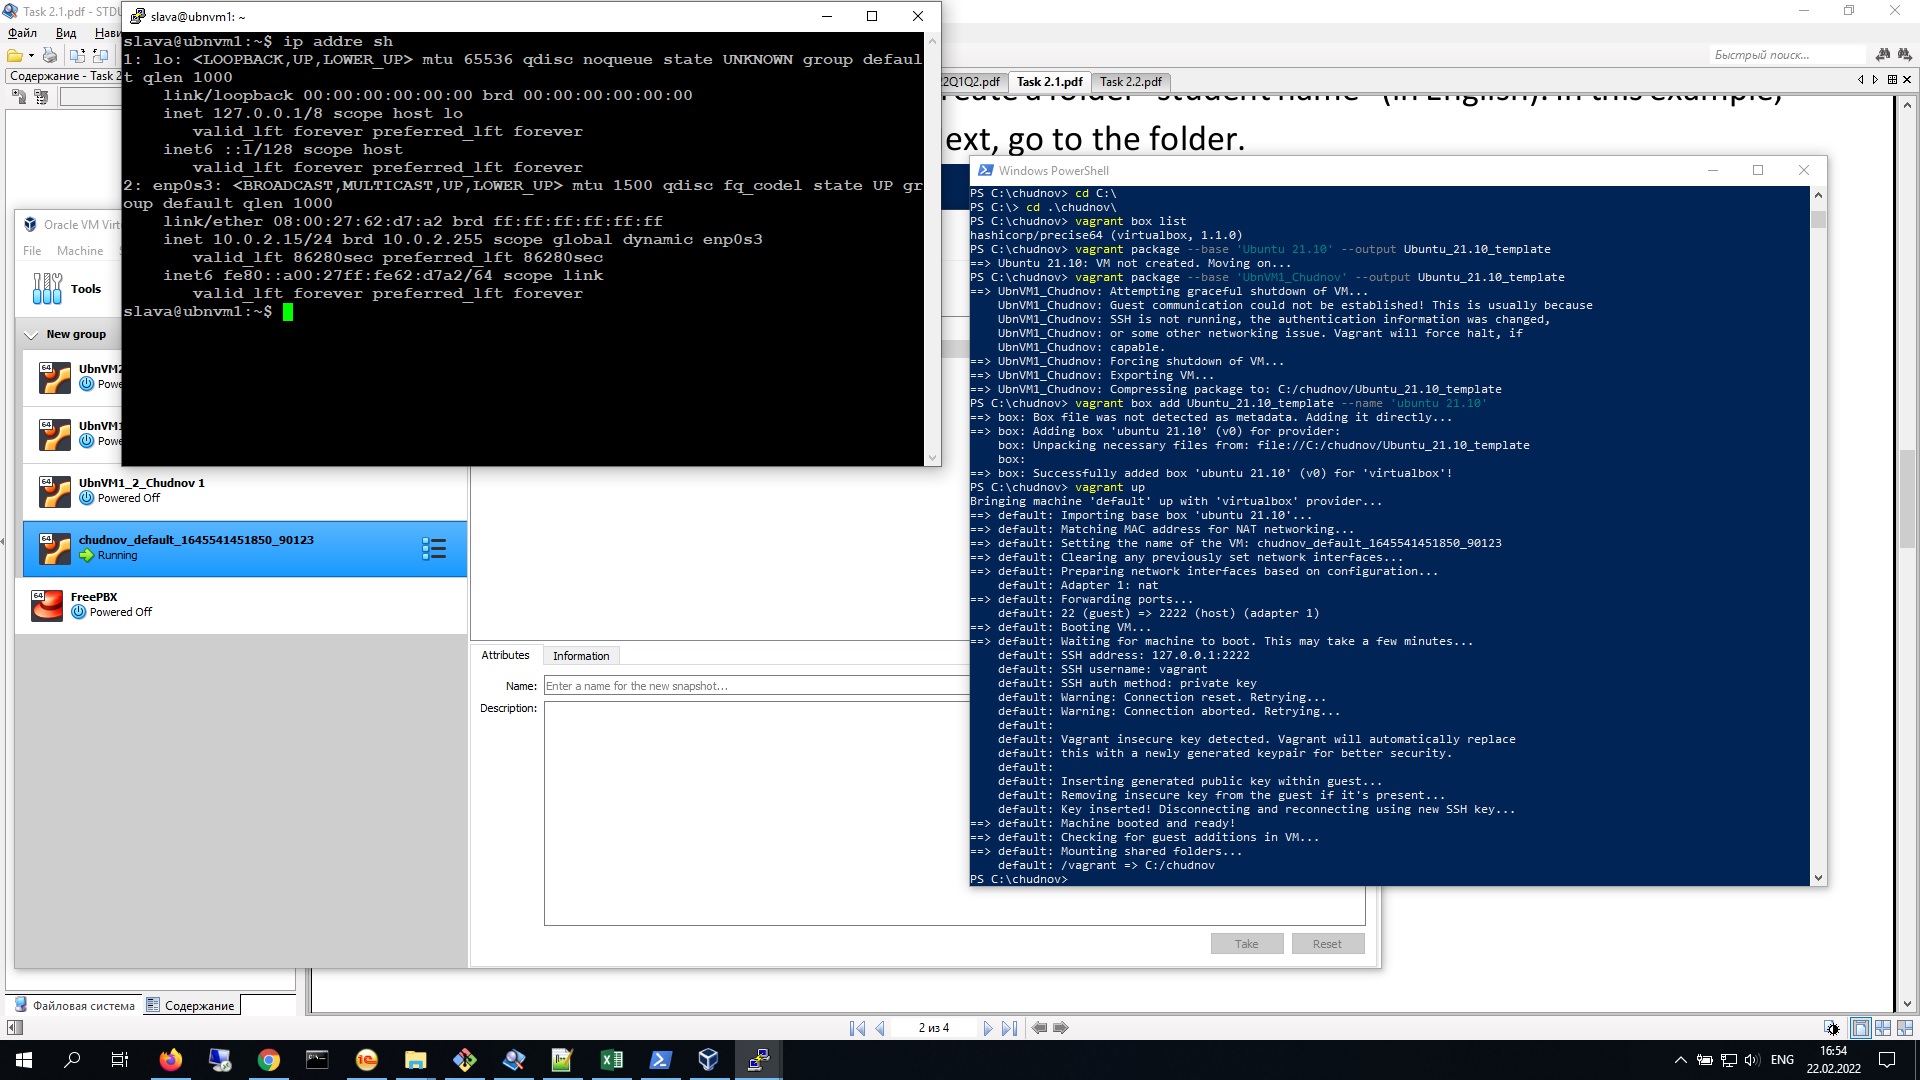 Task 2.1.pdf - STDU
Файл
Вид
Нави
Быстрый поиск...
Содержание - Task 2
slava@ubnvm1: ~
slava@ubnvm1:~$ ip addre sh
1: lo: <LOOPBACK,UP,LOWER_UP> mtu 65536 qdisc noqueue state UNKNOWN group defaul
t qlen 1000
link/loopback 00:00:00:00:00:00 brd 00:00:00:00:00:00
inet 127.0.0.1/8 scope host lo
valid_lft forever preferred_lft forever
inet6 ::1/128 scope host
valid_lft forever preferred_lft forever
2: enp0s3: <BROADCAST,MULTICAST,UP,LOWER_UP> mtu 1500 qdisc fq_codel state UP gr
oup default qlen 1000
link/ether 08:00:27:62:d7:a2 brd ff:ff:ff:ff:ff:ff
inet 10.0.2.15/24 brd 10.0.2.255 scope global dynamic enp0s3
valid_lft 86280sec preferred_lft 86280sec
inet6 fe80::a00:27ff:fe62:d7a2/64 scope link
valid_lft forever preferred_lft forever
slava@ubnvm1:~$
2Q1Q2.pdf
Task 2.1.pdf
Task 2.2.pdf
reate a folder "student name" (in English). In this example,
ext, go to the folder.
Oracle VM Virt
File
Machine
Tools
New group
UbnVM2
Powe
UbnVM1
Powe
UbnVM1_2_Chudnov 1
Powered Off
chudnov_default_1645541451850_90123
Running
FreePBX
Powered Off
Attributes
Information
Name:
Enter a name for the new snapshot...
Description:
Take
Reset
Windows PowerShell
PS C:\chudnov> cd C:\
PS C:\> cd .\chudnov\
PS C:\chudnov> vagrant box list
hashicorp/precise64 (virtualbox, 1.1.0)
PS C:\chudnov> vagrant package --base 'Ubuntu 21.10' --output Ubuntu_21.10_template
==> Ubuntu 21.10: VM not created. Moving on...
PS C:\chudnov> vagrant package --base 'UbnVM1_Chudnov' --output Ubuntu_21.10_template
==> UbnVM1_Chudnov: Attempting graceful shutdown of VM...
UbnVM1_Chudnov: Guest communication could not be established! This is usually because
UbnVM1_Chudnov: SSH is not running, the authentication information was changed,
UbnVM1_Chudnov: or some other networking issue. Vagrant will force halt, if
UbnVM1_Chudnov: capable.
==> UbnVM1_Chudnov: Forcing shutdown of VM...
==> UbnVM1_Chudnov: Exporting VM...
==> UbnVM1_Chudnov: Compressing package to: C:/chudnov/Ubuntu_21.10_template
PS C:\chudnov> vagrant box add Ubuntu_21.10_template --name 'ubuntu 21.10'
==> box: Box file was not detected as metadata. Adding it directly...
==> box: Adding box 'ubuntu 21.10' (v0) for provider:
box: Unpacking necessary files from: file://C:/chudnov/Ubuntu_21.10_template
box:
==> box: Successfully added box 'ubuntu 21.10' (v0) for 'virtualbox'!
PS C:\chudnov> vagrant up
Bringing machine 'default' up with 'virtualbox' provider...
==> default: Importing base box 'ubuntu 21.10'...
==> default: Matching MAC address for NAT networking...
==> default: Setting the name of the VM: chudnov_default_1645541451850_90123
==> default: Clearing any previously set network interfaces...
==> default: Preparing network interfaces based on configuration...
default: Adapter 1: nat
==> default: Forwarding ports...
default: 22 (guest) => 2222 (host) (adapter 1)
==> default: Booting VM...
==> default: Waiting for machine to boot. This may take a few minutes...
default: SSH address: 127.0.0.1:2222
default: SSH username: vagrant
default: SSH auth method: private key
default: Warning: Connection reset. Retrying...
default: Warning: Connection aborted. Retrying...
default:
default: Vagrant insecure key detected. Vagrant will automatically replace
default: this with a newly generated keypair for better security.
default:
default: Inserting generated public key within guest...
default: Removing insecure key from the guest if it's present...
default: Key inserted! Disconnecting and reconnecting using new SSH key...
==> default: Machine booted and ready!
==> default: Checking for guest additions in VM...
==> default: Mounting shared folders...
default: /vagrant => C:/chudnov
PS C:\chudnov>
Файловая система
Содержание
2 из 4
ENG
16:54
22.02.2022